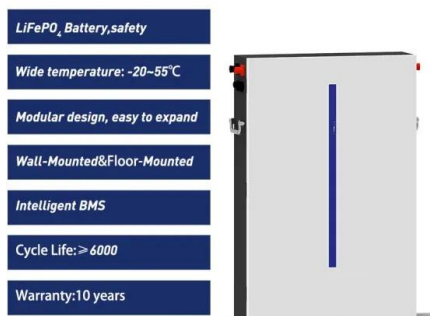 LiFePO₄ Battery,safety
Wide temperature: -20~55℃
Modular design, easy to expand
Wall-Mounted&Floor-Mounted
Intelligent BMS
Cycle Life:≥6000
Warranty:10 years